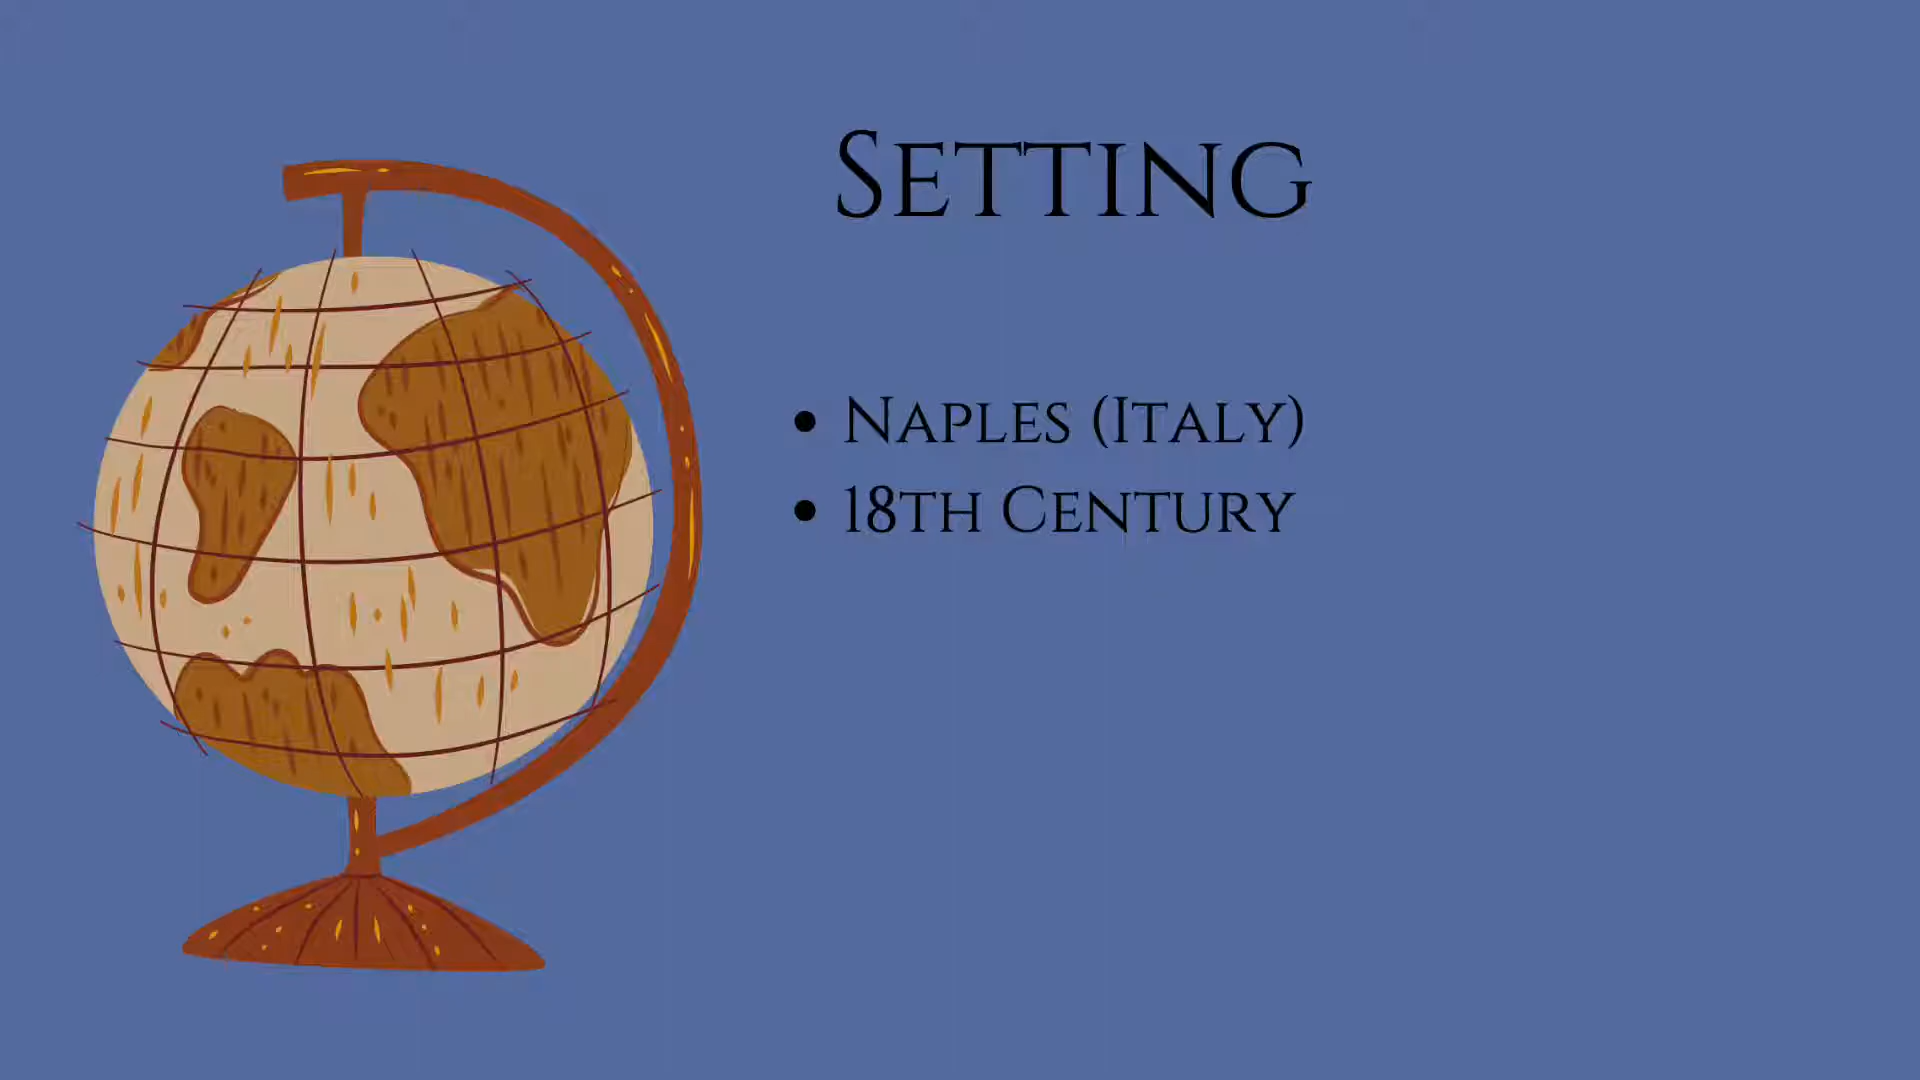 Setting
• Naples (Italy)
• 18th Century